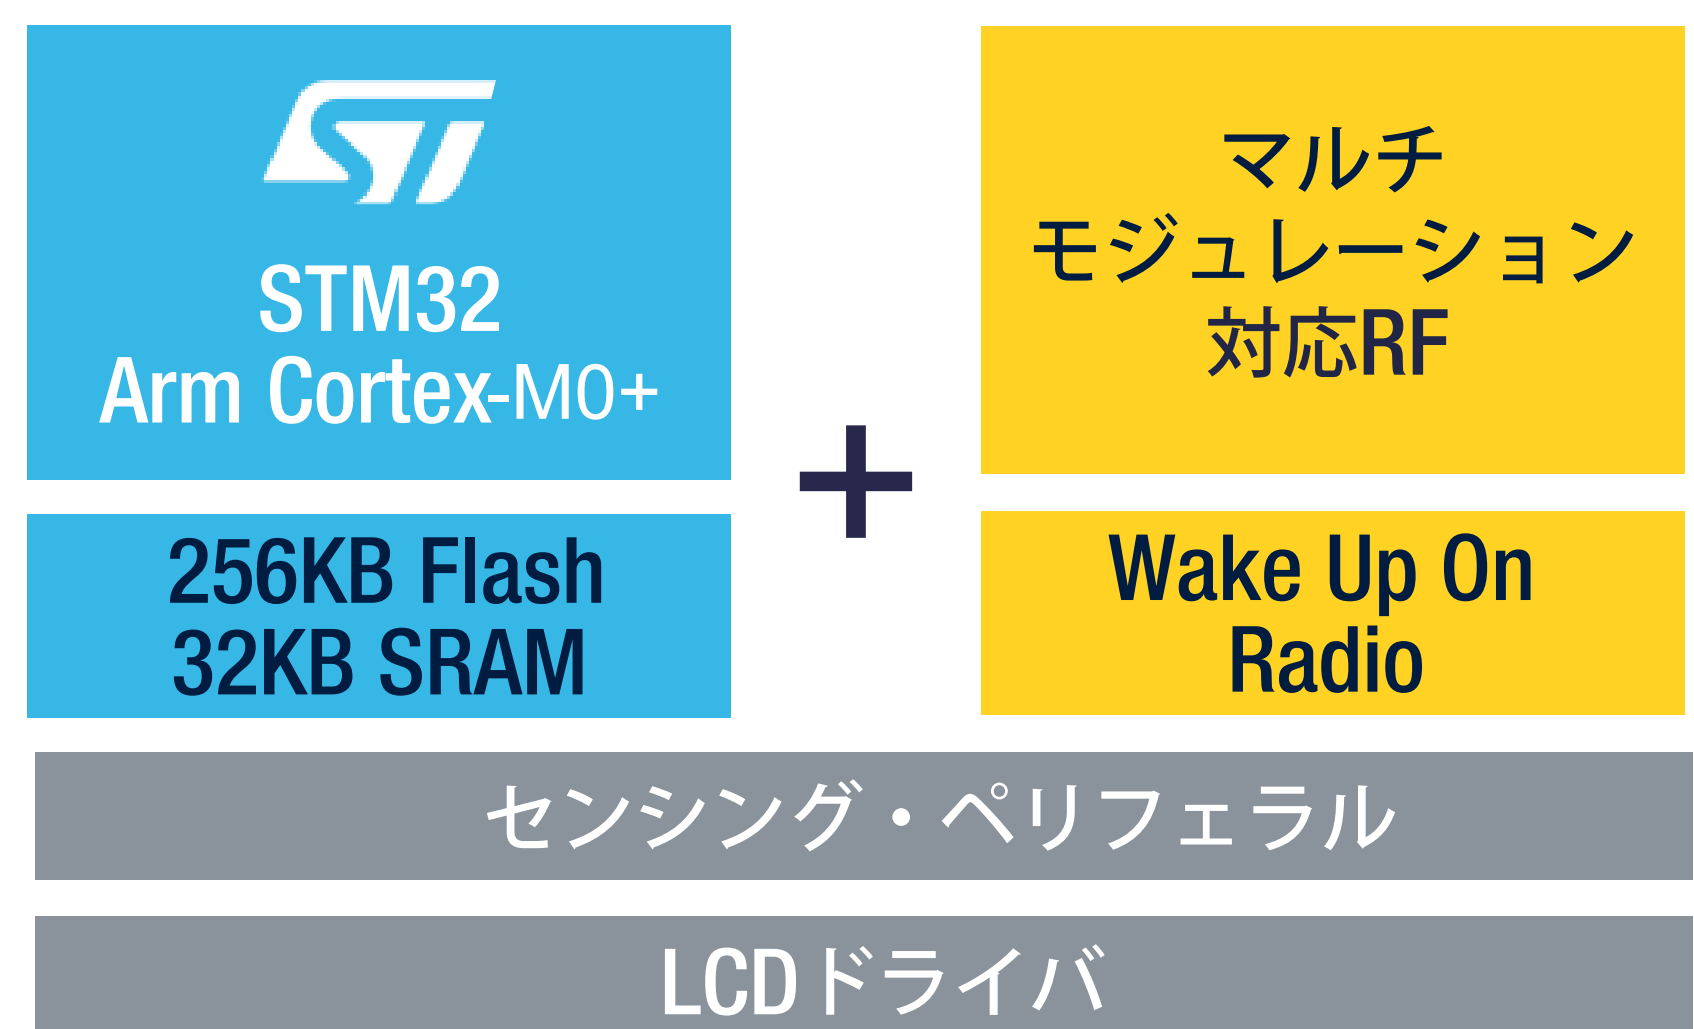 ST
STM32
Arm Cortex-M0+
256KB Flash
32KB SRAM
+
マルチ
モジュレーション
対応RF
Wake Up On
Radio
センシング・ペリフェラル
LCDドライバ